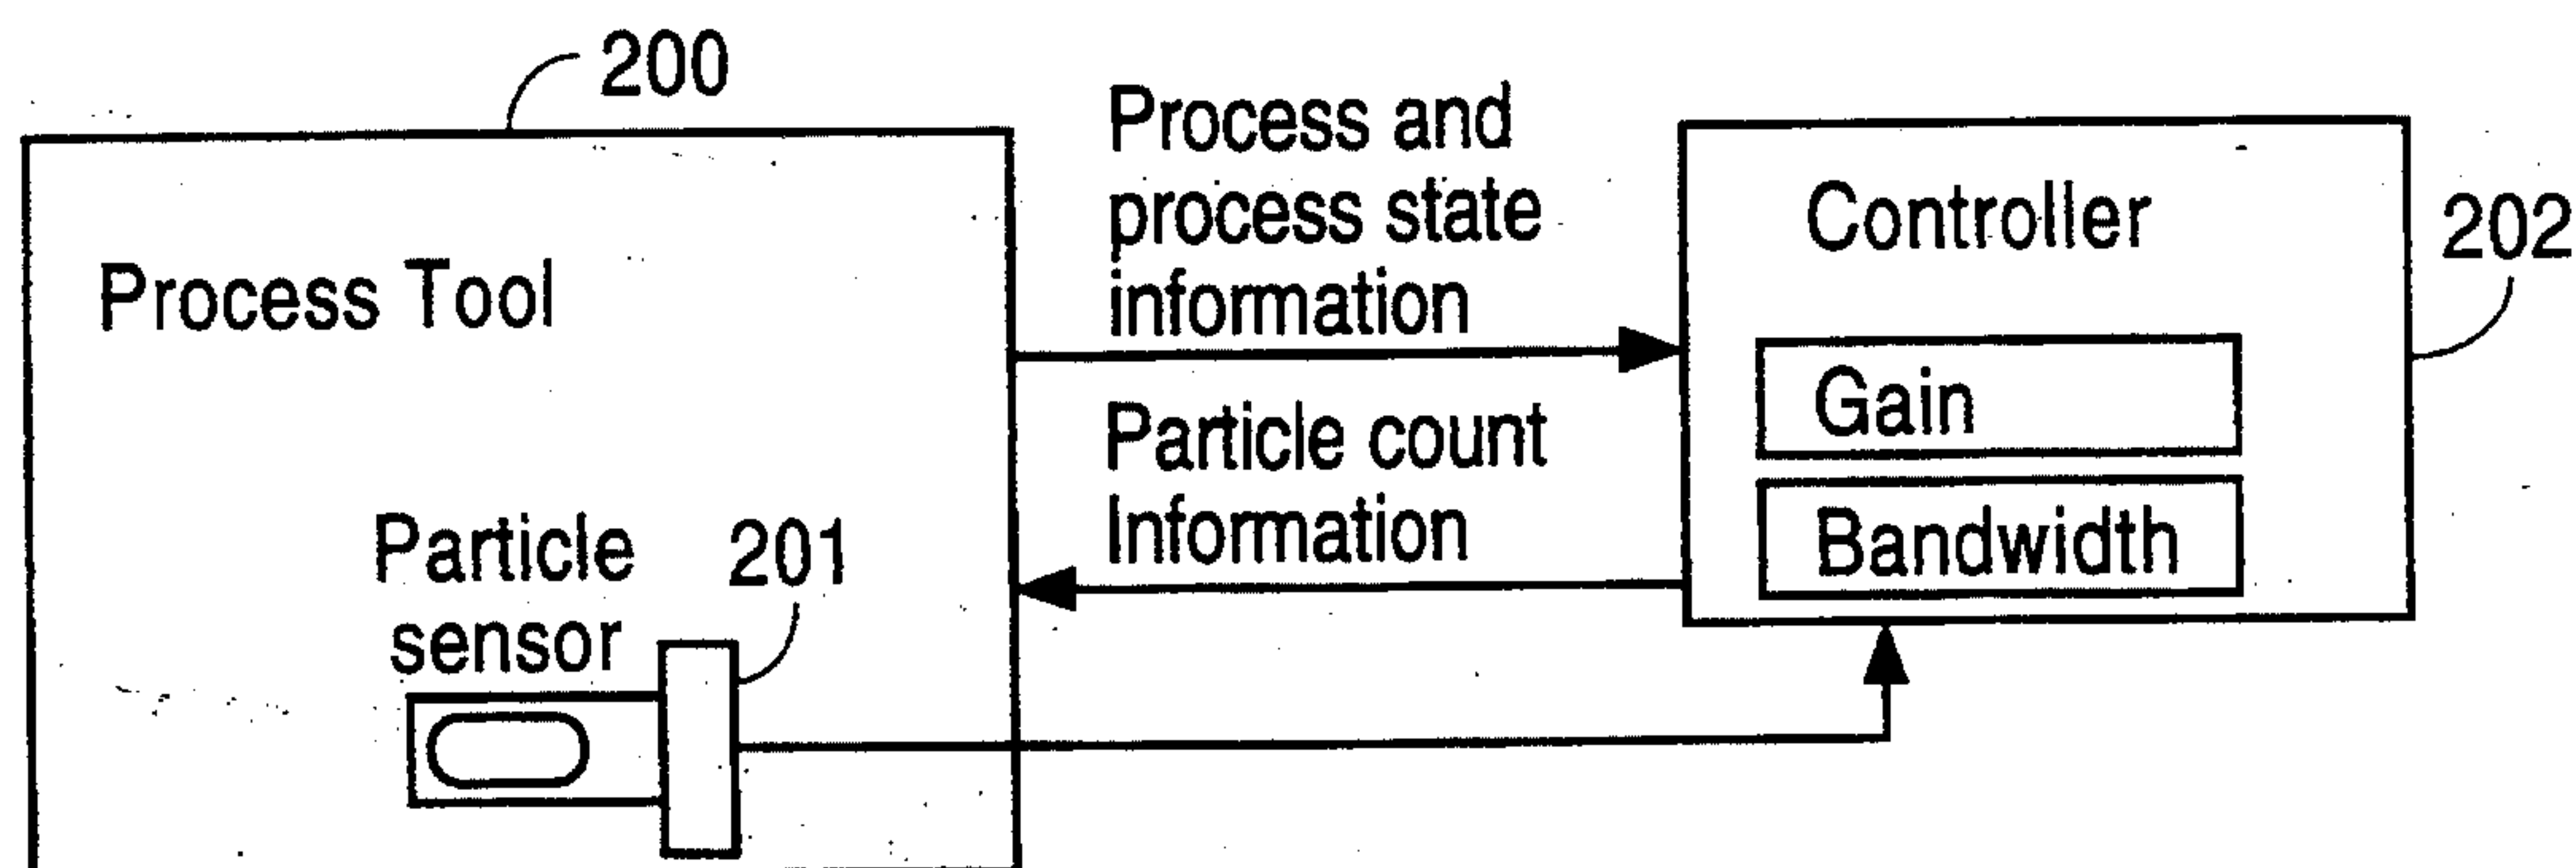 200
Process and
process state
information
Controller
202
Process Tool
Gain
Particle count
Information
Bandwidth
Particle
sensor
201